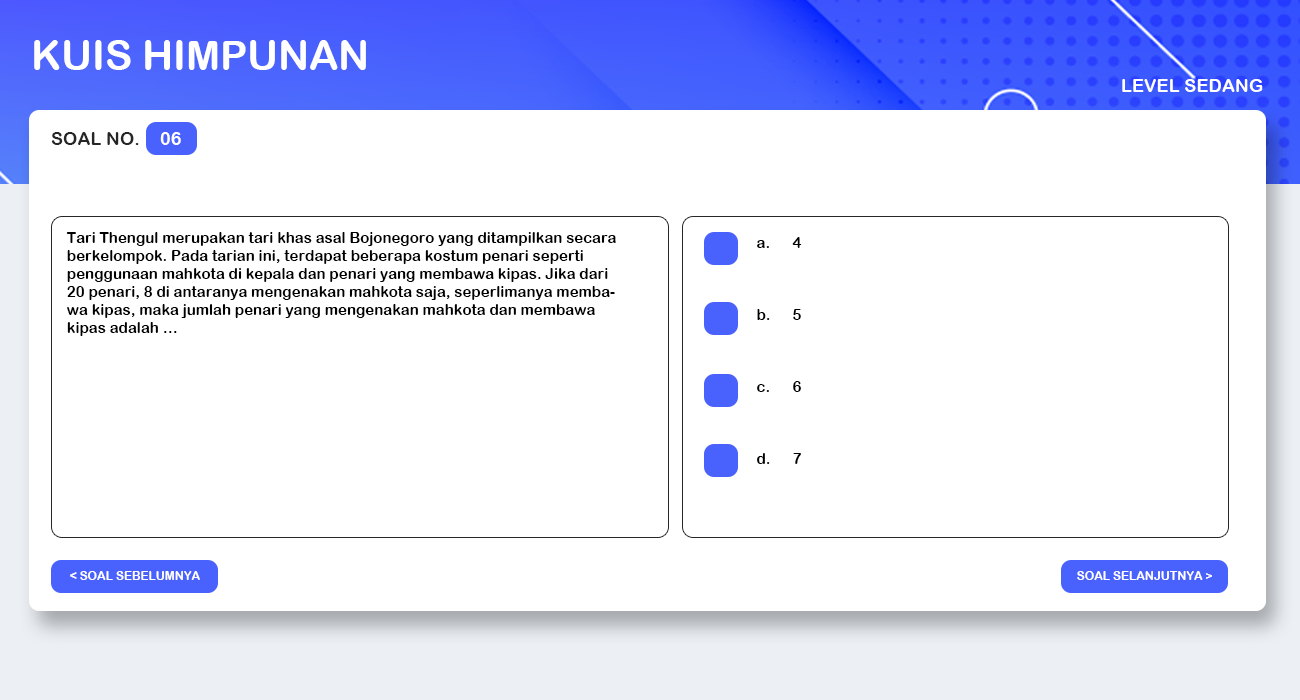 KUIS HIMPUNAN
LEVEL SEDANG
SOAL NO. 06
Tari Thengul merupakan tari khas asal Bojonegoro yang ditampilkan secara
berkelompok. Pada tarian ini, terdapat beberapa kostum penari seperti
penggunaan mahkota di kepala dan penari yang membawa kipas. Jika dari
20 penari, 8 di antaranya mengenakan mahkota saja, seperlimanya memba-
wa kipas, maka jumlah penari yang mengenakan mahkota dan membawa
kipas adalah ...
a. 4
b. 5
c. 6
d. 7
< SOAL SEBELUMNYA
SOAL SELANJUTNYA >